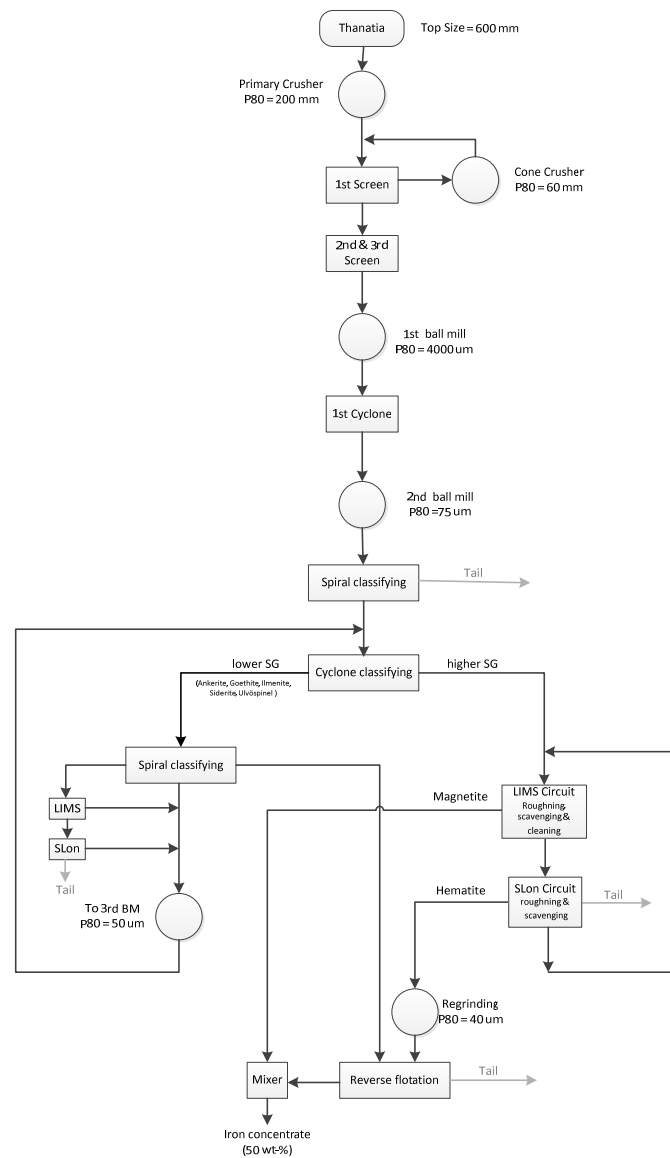 Thanatia
Top Size = 600 mm
Primary Crusher
P80 = 200 mm
1st Screen
Cone Crusher
P80 = 60 mm
2nd & 3rd
Screen
1st ball mill
P80 = 4000 um
1st Cyclone
2nd ball mill
P80 =75 um
Spiral classifying
Tail
Cyclone classifying
lower SG
(Ankerite, Goethite, Ilmenite,
Siderite, Ulvöspinel )
higher SG
Spiral classifying
LIMS
SLon
Tail
To 3rd BM
P80 = 50 um
Magnetite
LIMS Circuit
Roughning,
scavenging &
cleaning
Hematite
SLon Circuit
roughning &
scavenging
Tail
Regrinding
P80 = 40 um
Mixer
Reverse flotation
Tail
Iron concentrate
(50 wt-%)